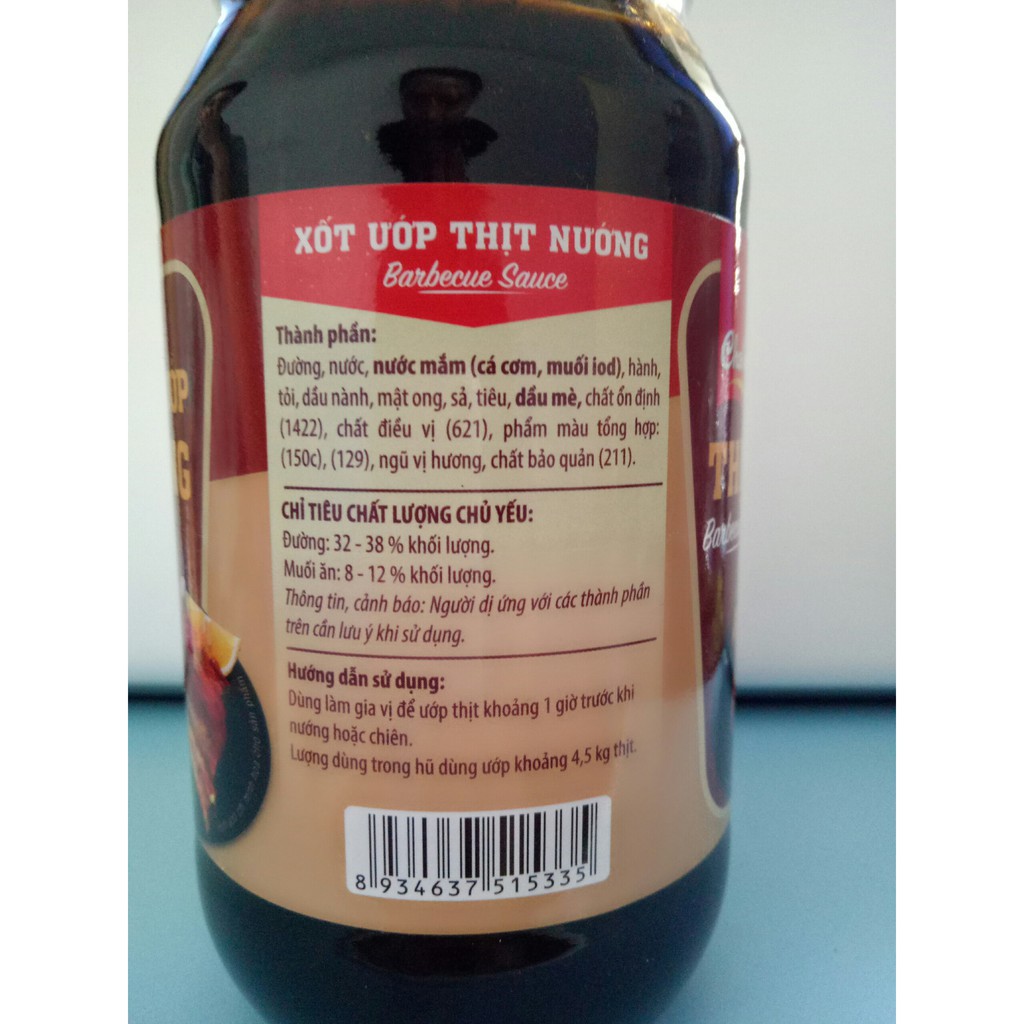 XỐT ƯỚP THỊT NƯỚNG
Barbecue Sauce
Thành phần:
Đường, nước, nước mắm (cá cơm, muối iod), hành,
tỏi, dầu nành, mật ong, sả, tiêu, dầu mè, chất ổn định
(1422), chất điều vị (621), phẩm màu tổng hợp:
(150c), (129), ngũ vị hương, chất bảo quản (211).
CHỈ TIÊU CHẤT LƯỢNG CHỦ YẾU:
Đường: 32 - 38 % khối lượng.
Muối ăn: 8 - 12 % khối lượng.
Thông tin, cảnh báo: Người dị ứng với các thành phần
trên cần lưu ý khi sử dụng.
Hướng dẫn sử dụng:
Dùng làm gia vị để ướp thịt khoảng 1 giờ trước khi
nướng hoặc chiên.
Lượng dùng trong hũ dùng ướp khoảng 4,5 kg thịt.
8 934637 515335